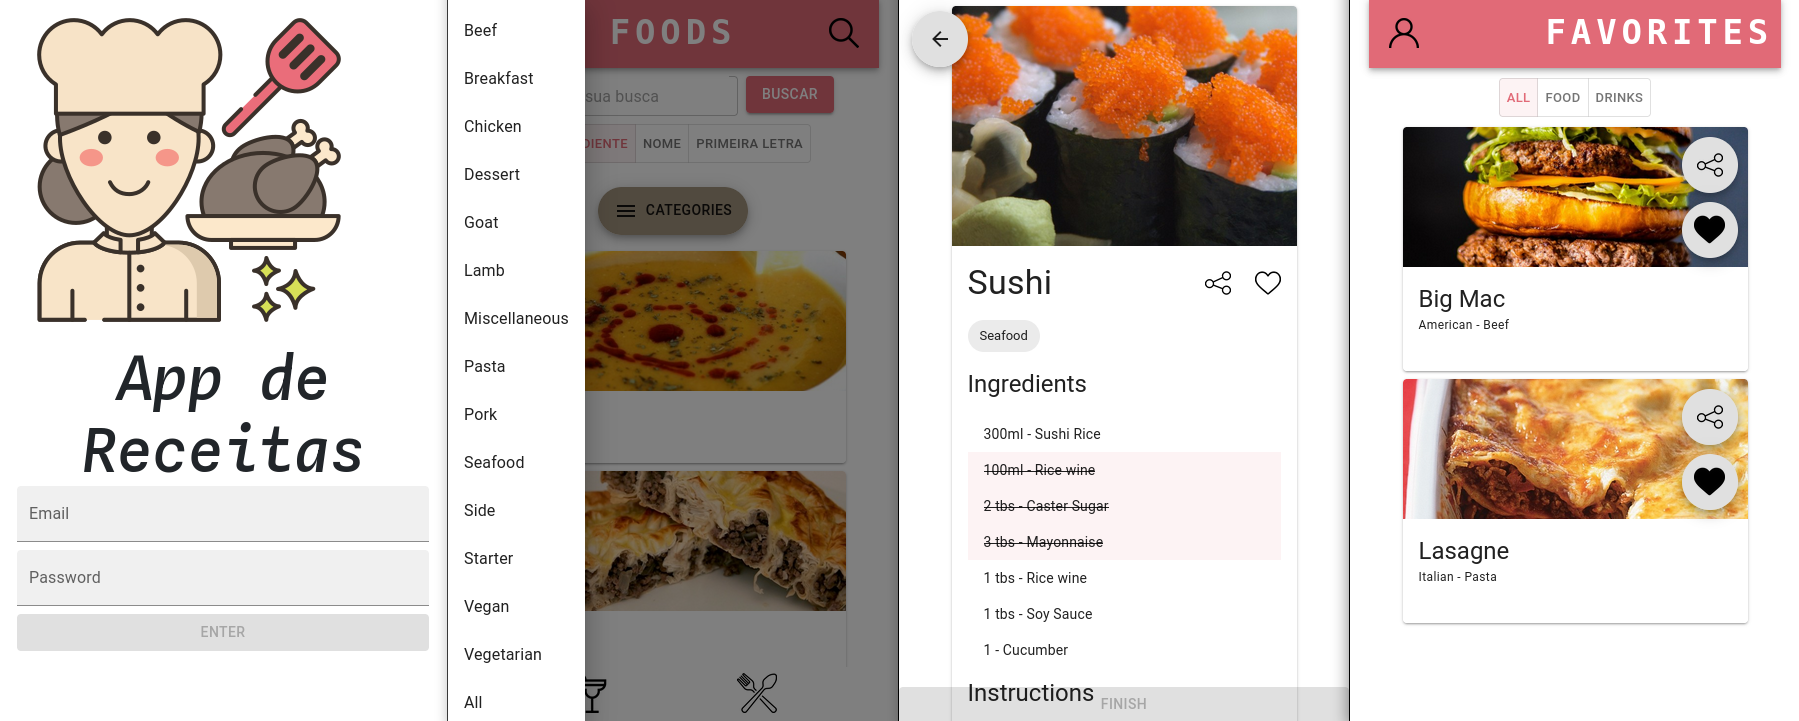 App de
Receitas
Email
Password
ENTER
Beef
Breakfast
Chicken
Dessert
Goat
Lamb
Miscellaneous
Pasta
Pork
Seafood
Side
Starter
Vegan
Vegetarian
All
FOODS
sua busca
BUSCAR
DIENTE
NOME
PRIMEIRA LETRA
CATEGORIES
Sushi
Seafood
Ingredients
300ml - Sushi Rice
100ml - Rice wine
2 tbs - Caster Sugar
3 tbs - Mayonnaise
1 tbs - Rice wine
1 tbs - Soy Sauce
1 - Cucumber
Instructions
FINISH
FAVORITES
ALL
FOOD
DRINKS
Big Mac
American - Beef
Lasagne
Italian - Pasta